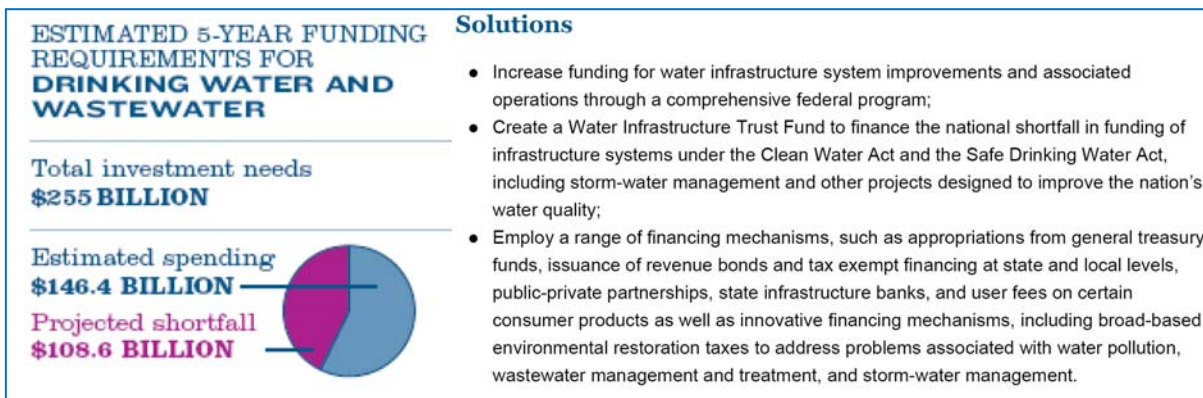 ESTIMATED 5-YEAR FUNDING
REQUIREMENTS FOR
DRINKING WATER AND
WASTEWATER
Total investment needs
$255 BILLION
Estimated spending
$146.4 BILLION
Projected shortfall
$108.6 BILLION
Solutions
● Increase funding for water infrastructure system improvements and associated
operations through a comprehensive federal program;
● Create a Water Infrastructure Trust Fund to finance the national shortfall in funding of
infrastructure systems under the Clean Water Act and the Safe Drinking Water Act,
including storm-water management and other projects designed to improve the nation's
water quality;
● Employ a range of financing mechanisms, such as appropriations from general treasury
funds, issuance of revenue bonds and tax exempt financing at state and local levels,
public-private partnerships, state infrastructure banks, and user fees on certain
consumer products as well as innovative financing mechanisms, including broad-based
environmental restoration taxes to address problems associated with water pollution,
wastewater management and treatment, and storm-water management.